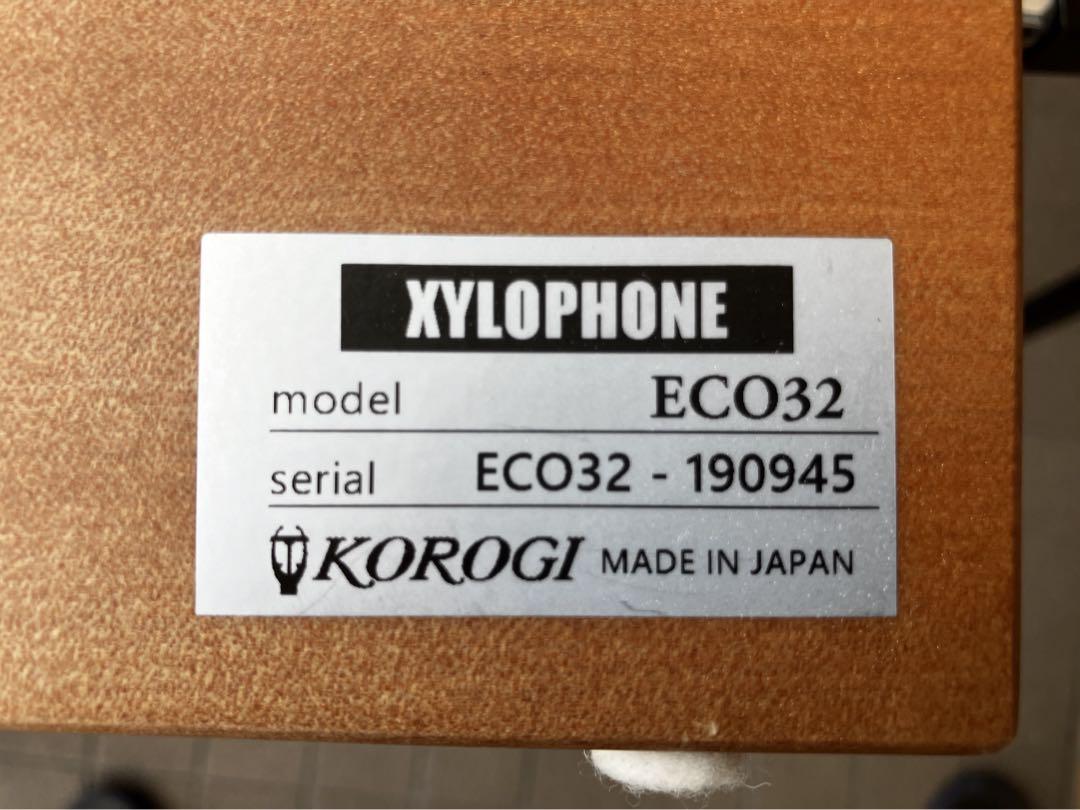 XYLOPHONE
model ECO32
serial ECO32 - 190945
KOROGI MADE IN JAPAN